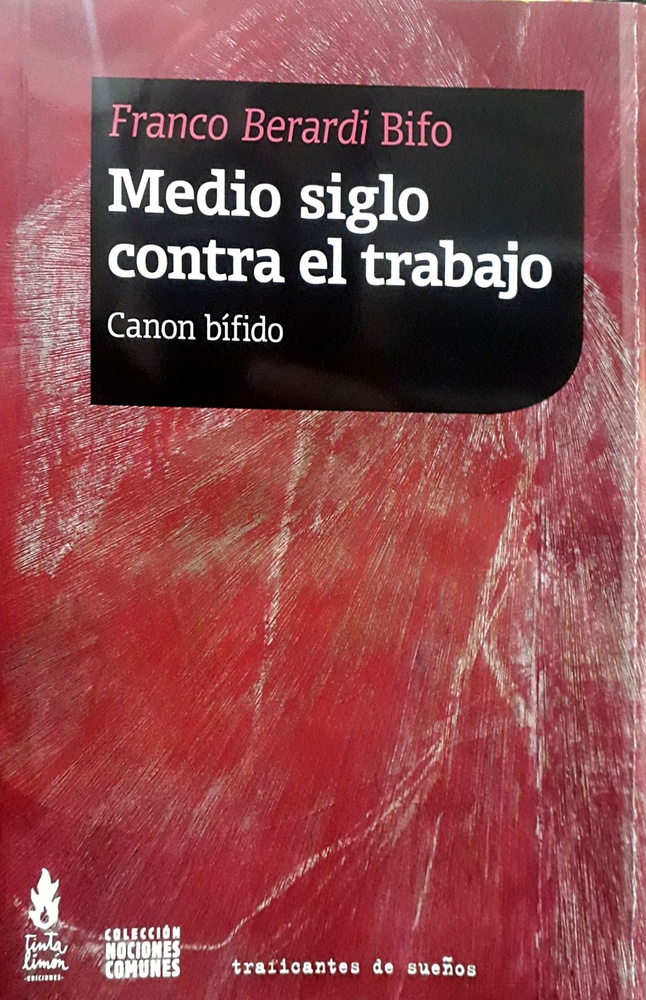 Franco Berardi Bifo
Medio siglo
contra el trabajo
Canon bífido
tinta
limón
EDICIONES
COLECCIÓN
NOCIONES
COMUNES
traficantes de sueños